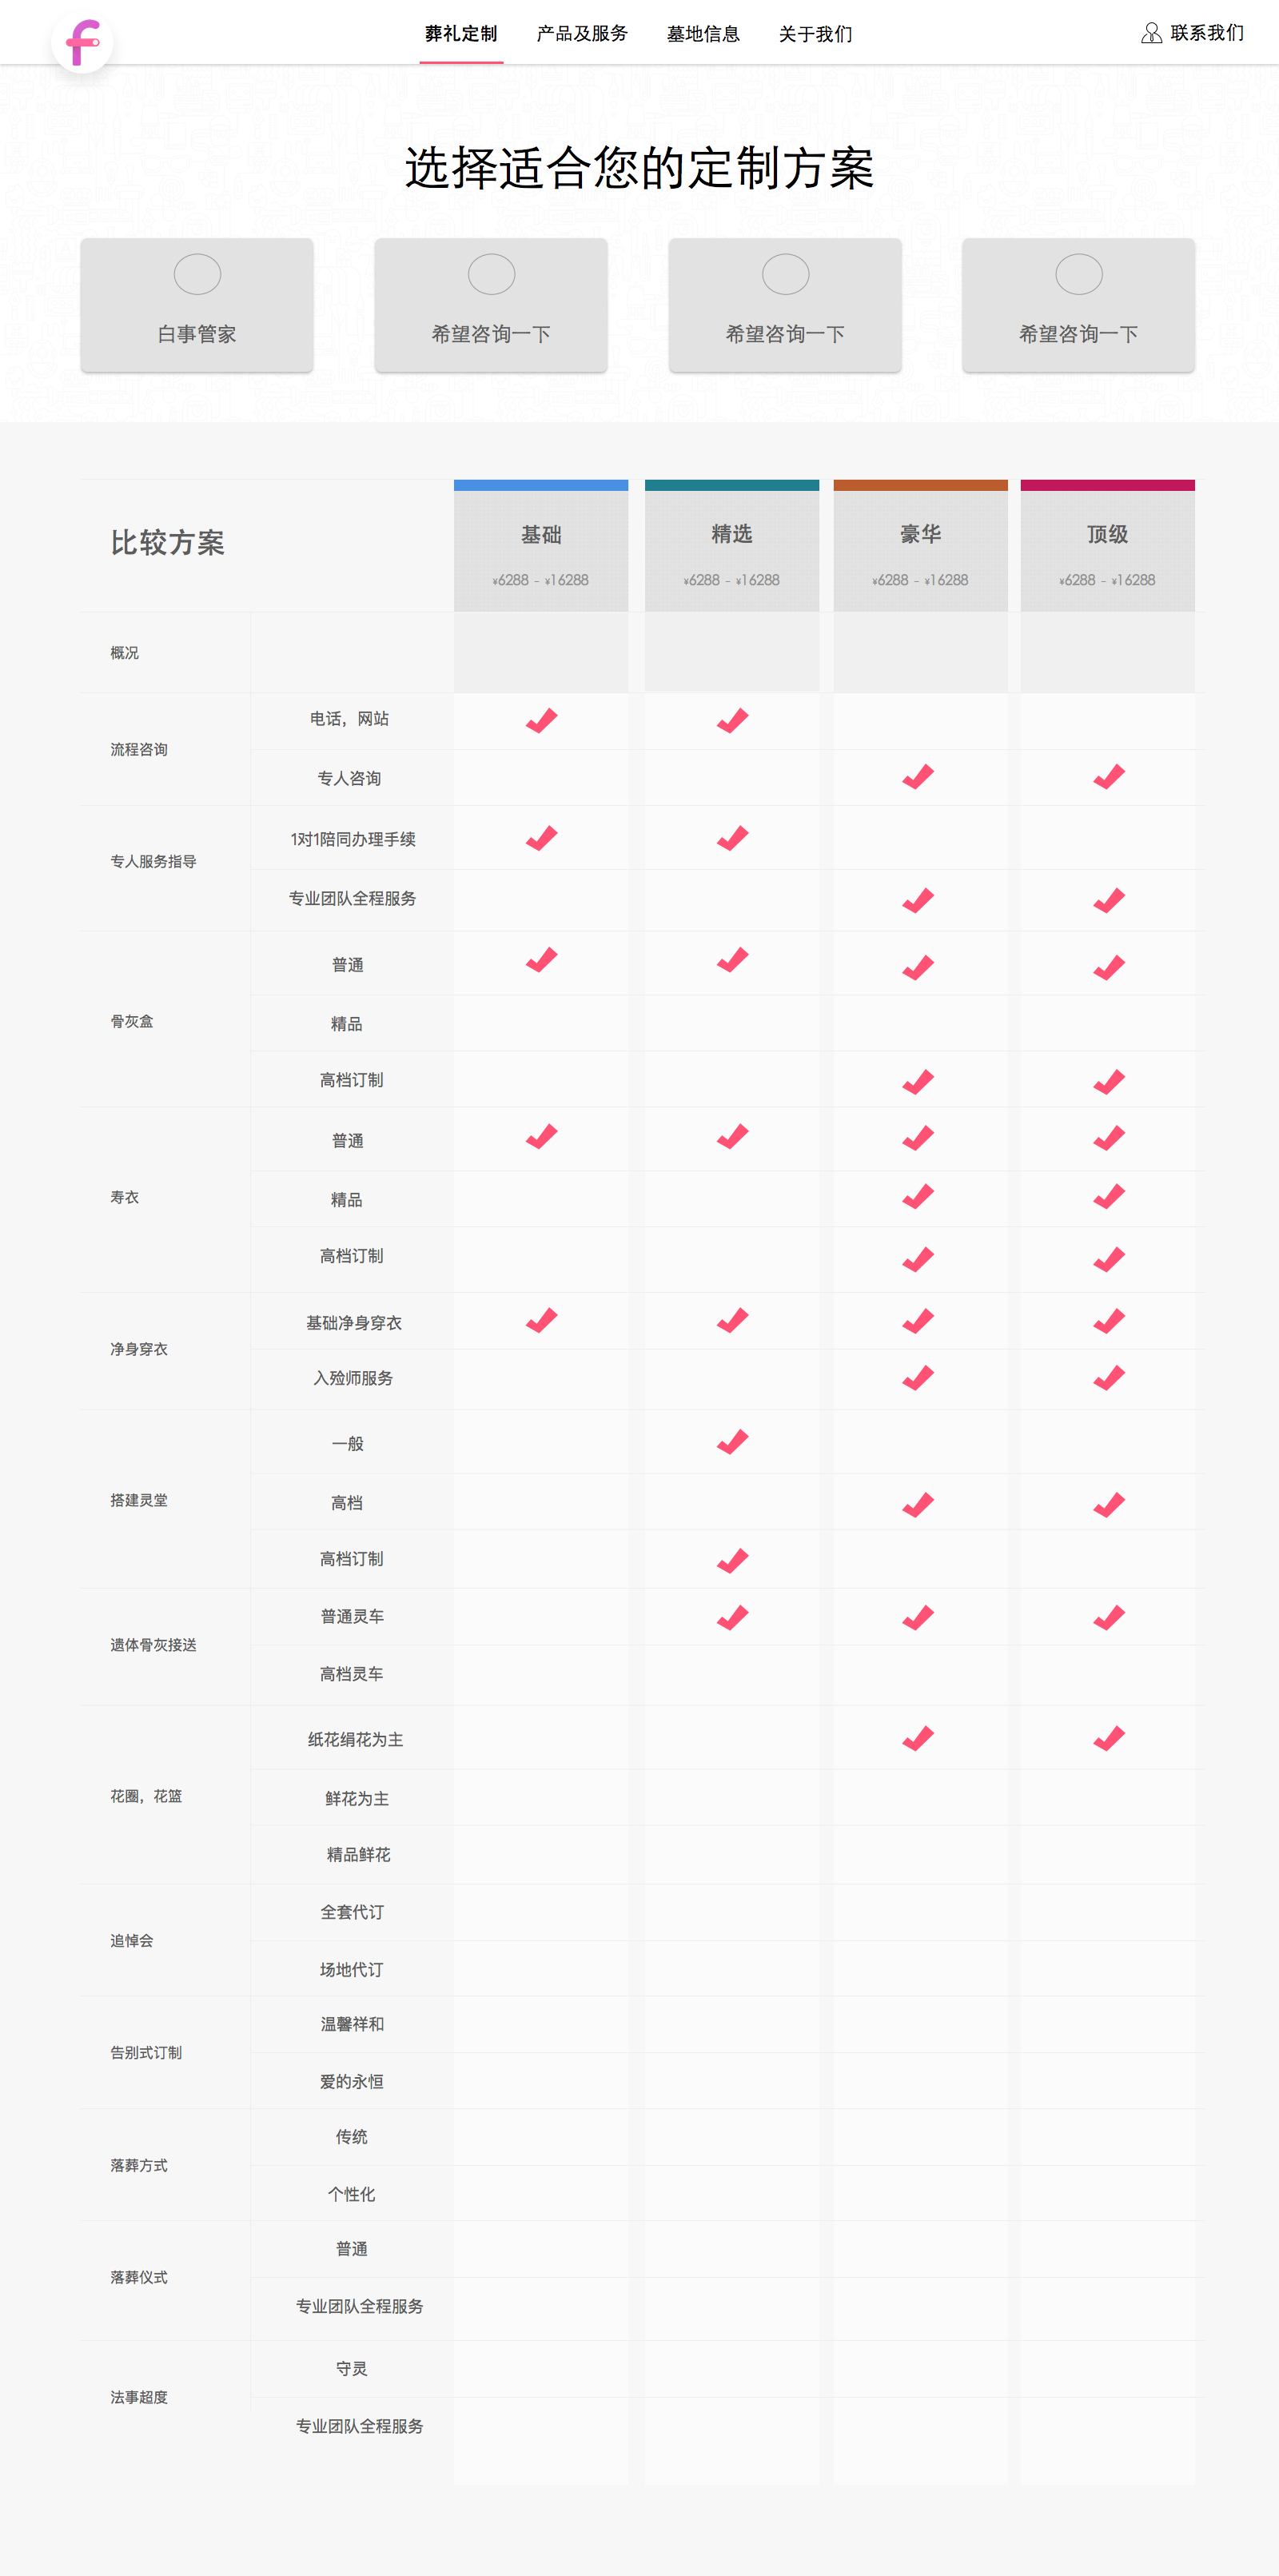 葬礼定制 产品及服务 墓地信息 关于我们 联系我们
选择适合您的定制方案
白事管家 希望咨询一下 希望咨询一下 希望咨询一下
比较方案 基础 精选 豪华 顶级
¥6288 - ¥16288 ¥6288 - ¥16288 ¥6288 - ¥16288 ¥6288 - ¥16288
概况
流程咨询
电话，网站
专人咨询
专人服务指导
1对1陪同办理手续
专业团队全程服务
骨灰盒
普通
精品
高档订制
寿衣
普通
精品
高档订制
净身穿衣
基础净身穿衣
入殓师服务
搭建灵堂
一般
高档
高档订制
遗体骨灰接送
普通灵车
高档灵车
花圈，花篮
纸花绢花为主
鲜花为主
精品鲜花
追悼会
全套代订
场地代订
告别式订制
温馨祥和
爱的永恒
落葬方式
传统
个性化
落葬仪式
普通
专业团队全程服务
法事超度
守灵
专业团队全程服务